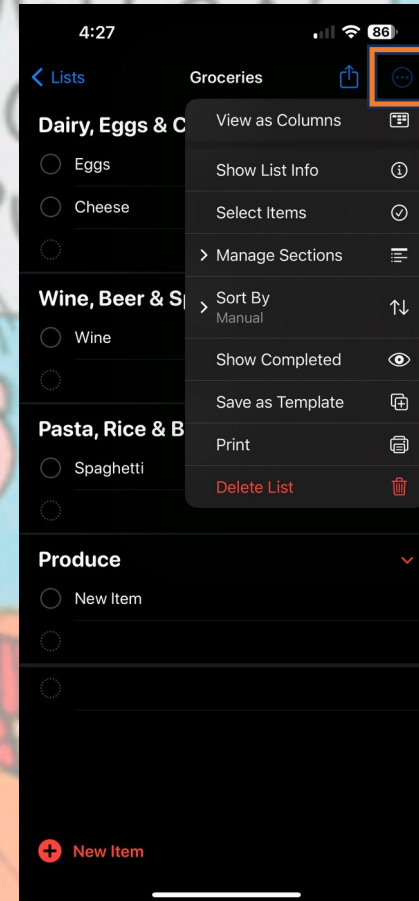 4:27
86
Lists
Groceries
Dairy, Eggs & C
View as Columns
Eggs
Show List Info
Cheese
Select Items
Manage Sections
Wine, Beer & Sp
Sort By
Manual
Wine
Show Completed
Save as Template
Pasta, Rice & B
Print
Spaghetti
Delete List
Produce
New Item
New Item